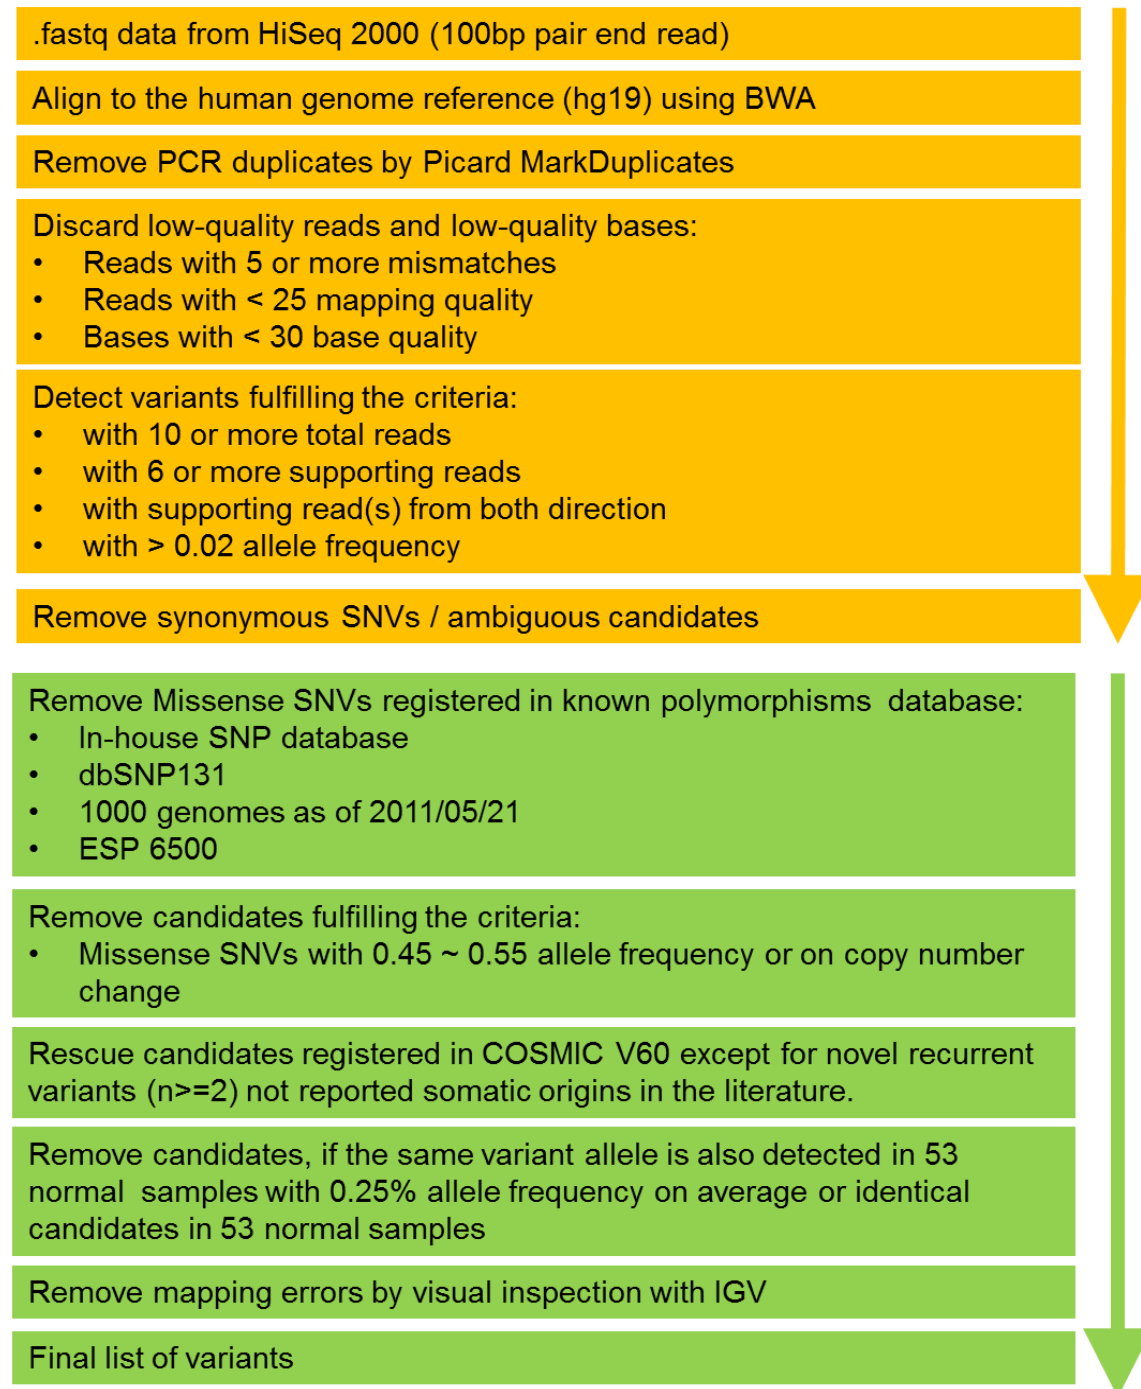 .fastq data from HiSeq 2000 (100bp pair end read)
Align to the human genome reference (hg19) using BWA
Remove PCR duplicates by Picard MarkDuplicates
Discard low-quality reads and low-quality bases:
• Reads with 5 or more mismatches
• Reads with < 25 mapping quality
• Bases with < 30 base quality
Detect variants fulfilling the criteria:
• with 10 or more total reads
• with 6 or more supporting reads
• with supporting read(s) from both direction
• with > 0.02 allele frequency
Remove synonymous SNVs / ambiguous candidates
Remove Missense SNVs registered in known polymorphisms database:
• In-house SNP database
• dbSNP131
• 1000 genomes as of 2011/05/21
• ESP 6500
Remove candidates fulfilling the criteria:
• Missense SNVs with 0.45 ~ 0.55 allele frequency or on copy number
change
Rescue candidates registered in COSMIC V60 except for novel recurrent
variants (n>=2) not reported somatic origins in the literature.
Remove candidates, if the same variant allele is also detected in 53
normal samples with 0.25% allele frequency on average or identical
candidates in 53 normal samples
Remove mapping errors by visual inspection with IGV
Final list of variants